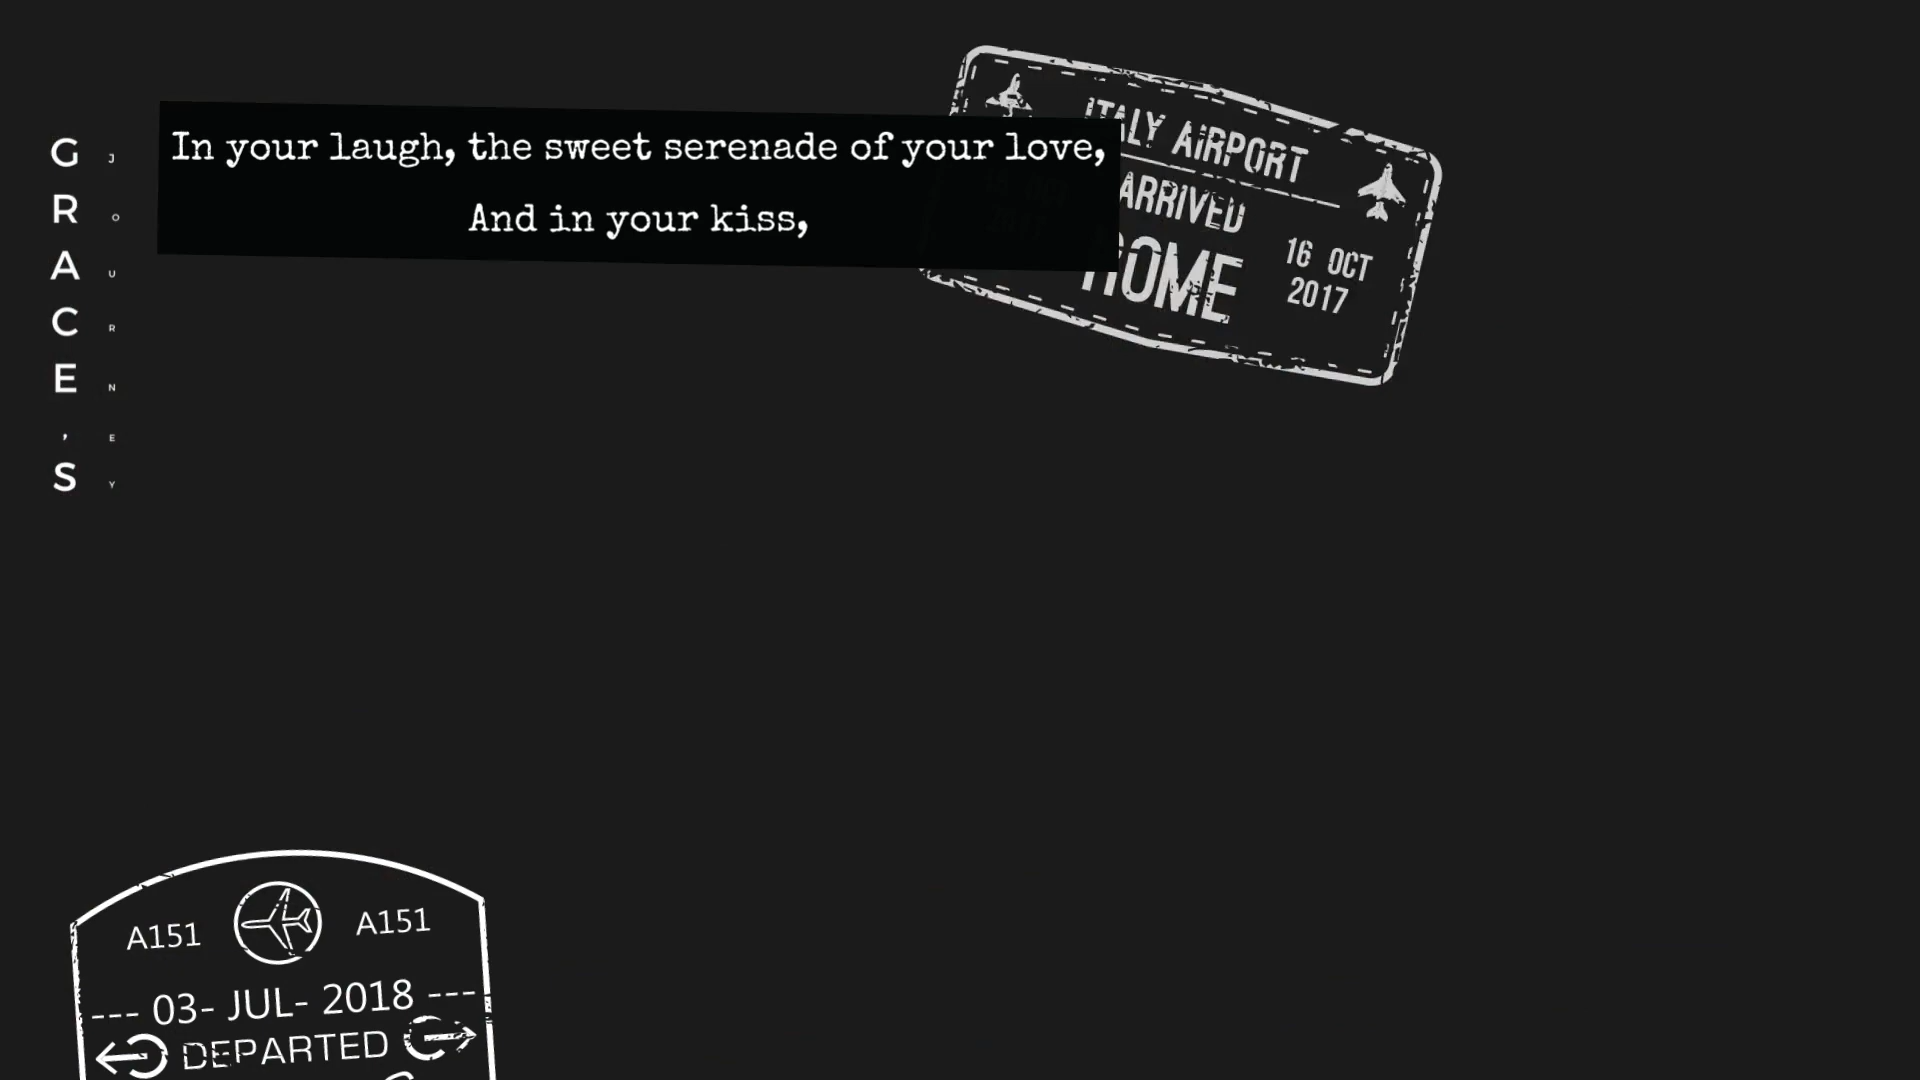 GRACE'S
JOURNEY
In your laugh, the sweet serenade of your love,
And in your kiss,
ITALY AIRPORT
ARRIVED
ROME
16 OCT
2017
A151 A151
--- 03- JUL- 2018 ---
DEPARTED